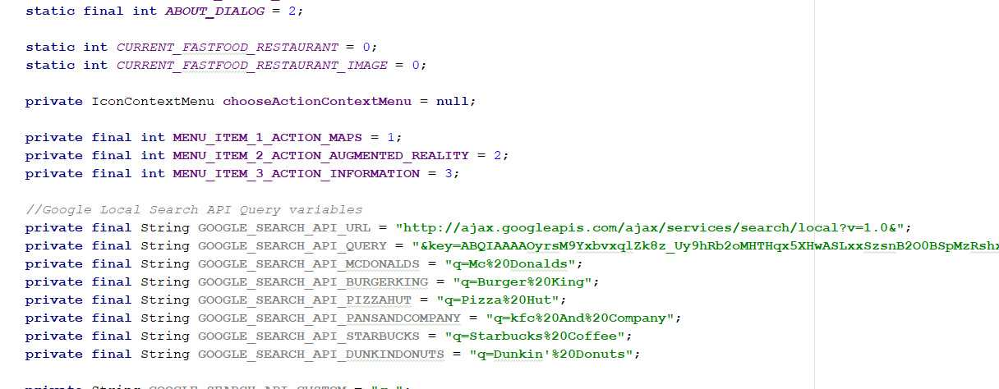 static final int ABOUT_DIALOG = 2;
static int CURRENT_FASTFOOD_RESTAURANT = 0;
static int CURRENT_FASTFOOD_RESTAURANT_IMAGE = 0;
private IconContextMenu chooseActionContextMenu = null;
private final int MENU_ITEM_1_ACTION_MAPS = 1;
private final int MENU_ITEM_2_ACTION_AUGMENTED_REALITY = 2;
private final int MENU_ITEM_3_ACTION_INFORMATION = 3;
//Google Local Search API Query variables
private final String GOOGLE_SEARCH_API_URL = "http://ajax.googleapis.com/ajax/services/search/local?v=1.0&";
private final String GOOGLE_SEARCH_API_QUERY = "&key=ABQIAAAAOyrsM9YxbvxqlZk8z_Uy9hRb2oMHTHqx5XHwASLxxSzsnB2O0BSpMzRshx
private final String GOOGLE_SEARCH_API_MCDONALDS = "q=Mc%20Donalds";
private final String GOOGLE_SEARCH_API_BURGERKING = "q=Burger%20King";
private final String GOOGLE_SEARCH_API_PIZZAHUT = "q=Pizza%20Hut";
private final String GOOGLE_SEARCH_API_PANSANDCOMPANY = "q=kfc%20And%20Company";
private final String GOOGLE_SEARCH_API_STARBUCKS = "q=Starbucks%20Coffee";
private final String GOOGLE_SEARCH_API_DUNKINDONUTS = "q=Dunkin'%20Donuts";
private String GOOGLE_SEARCH_API_CUSTOM = "q=";